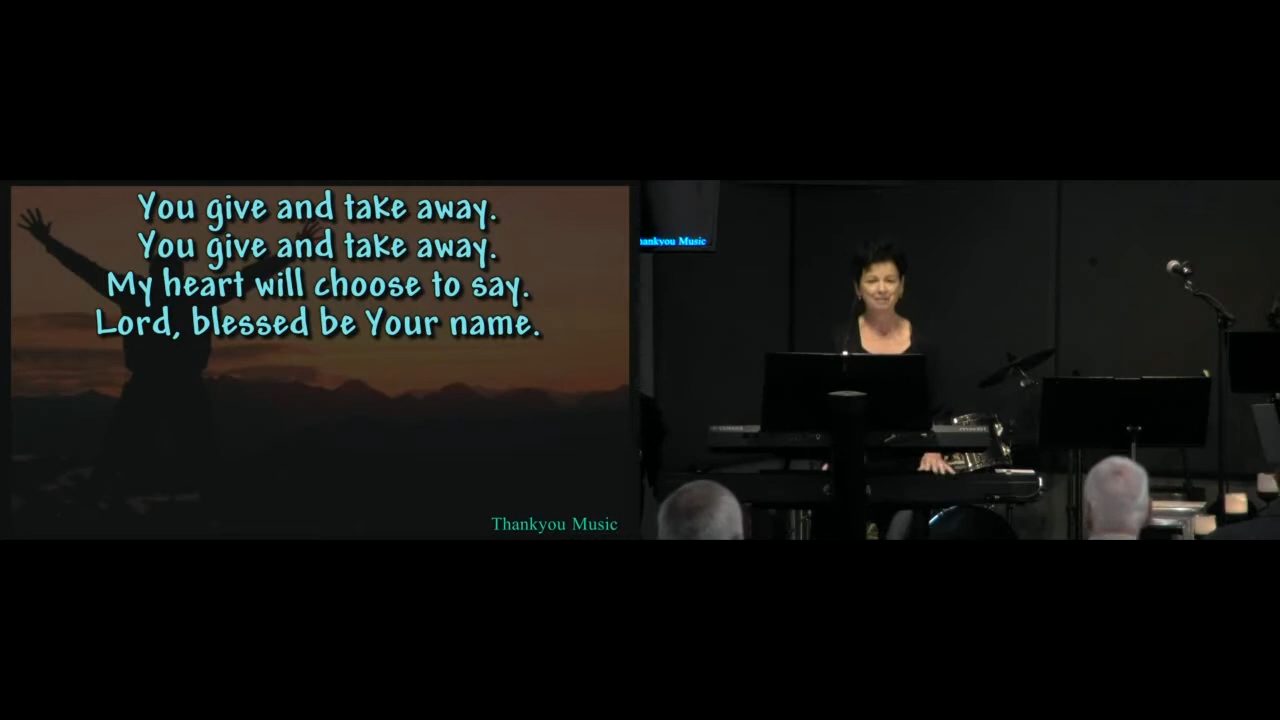 You give and take away.
You give and take away.
My heart will choose to say.
Lord, blessed be Your name.
Thankyou Music
ankyou Music
YAMAHA